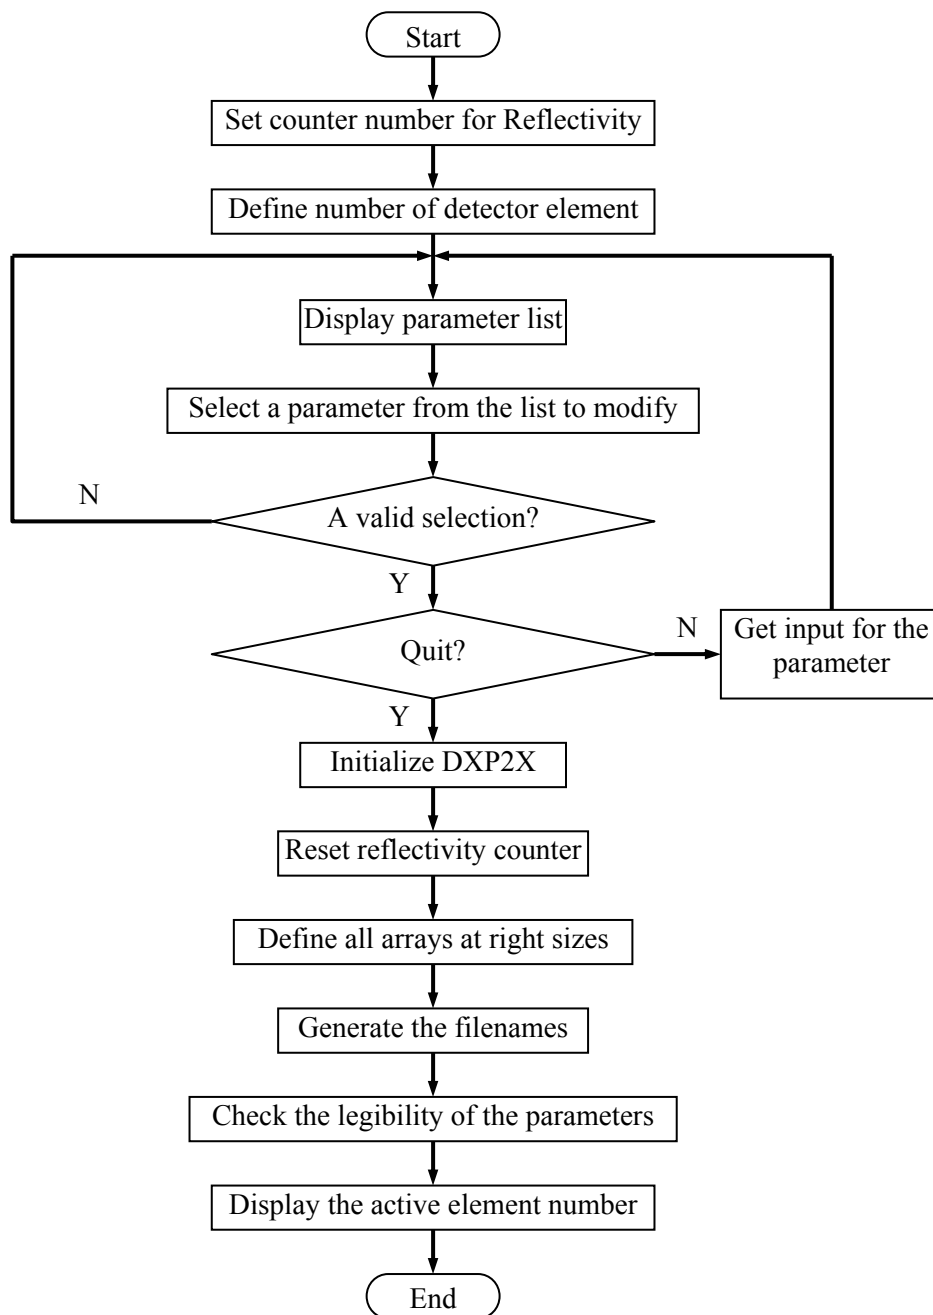 Start
Set counter number for Reflectivity
Define number of detector element
Display parameter list
Select a parameter from the list to modify
N
A valid selection?
Y
Quit?
N
Get input for the
parameter
Y
Initialize DXP2X
Reset reflectivity counter
Define all arrays at right sizes
Generate the filenames
Check the legibility of the parameters
Display the active element number
End